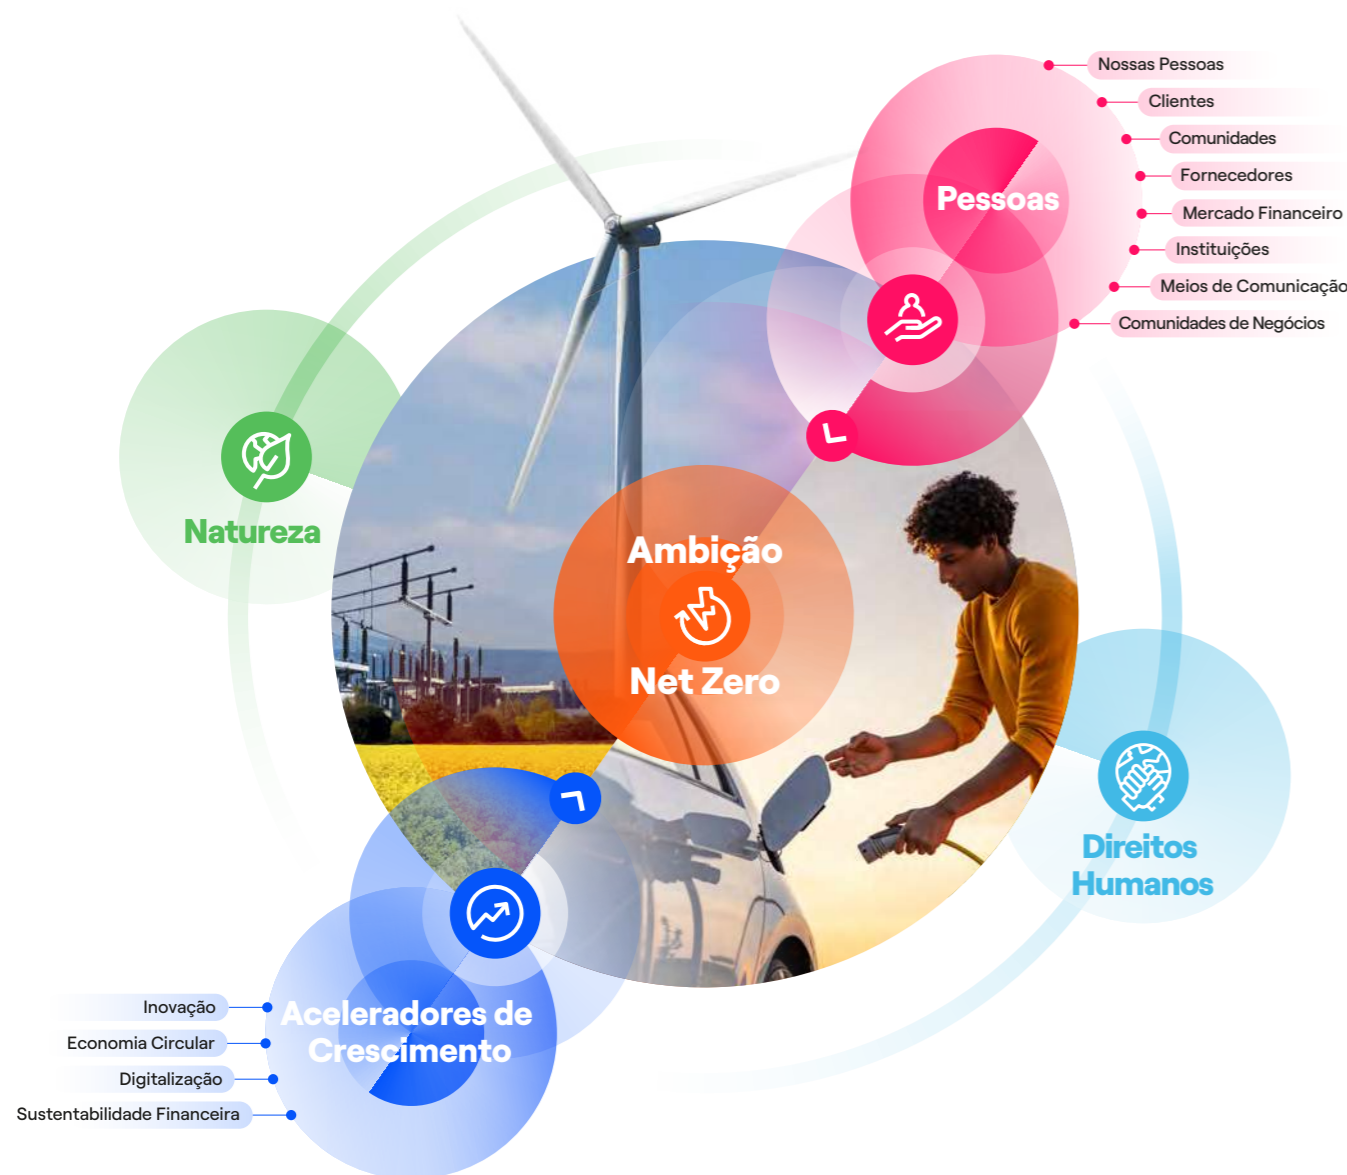 Nossas Pessoas
Clientes
Comunidades
Fornecedores
Mercado Financeiro
Instituições
Meios de Comunicação
Comunidades de Negócios
Pessoas
Natureza
Ambição
Net Zero
Direitos
Humanos
Aceleradores de
Crescimento
Inovação
Economia Circular
Digitalização
Sustentabilidade Financeira